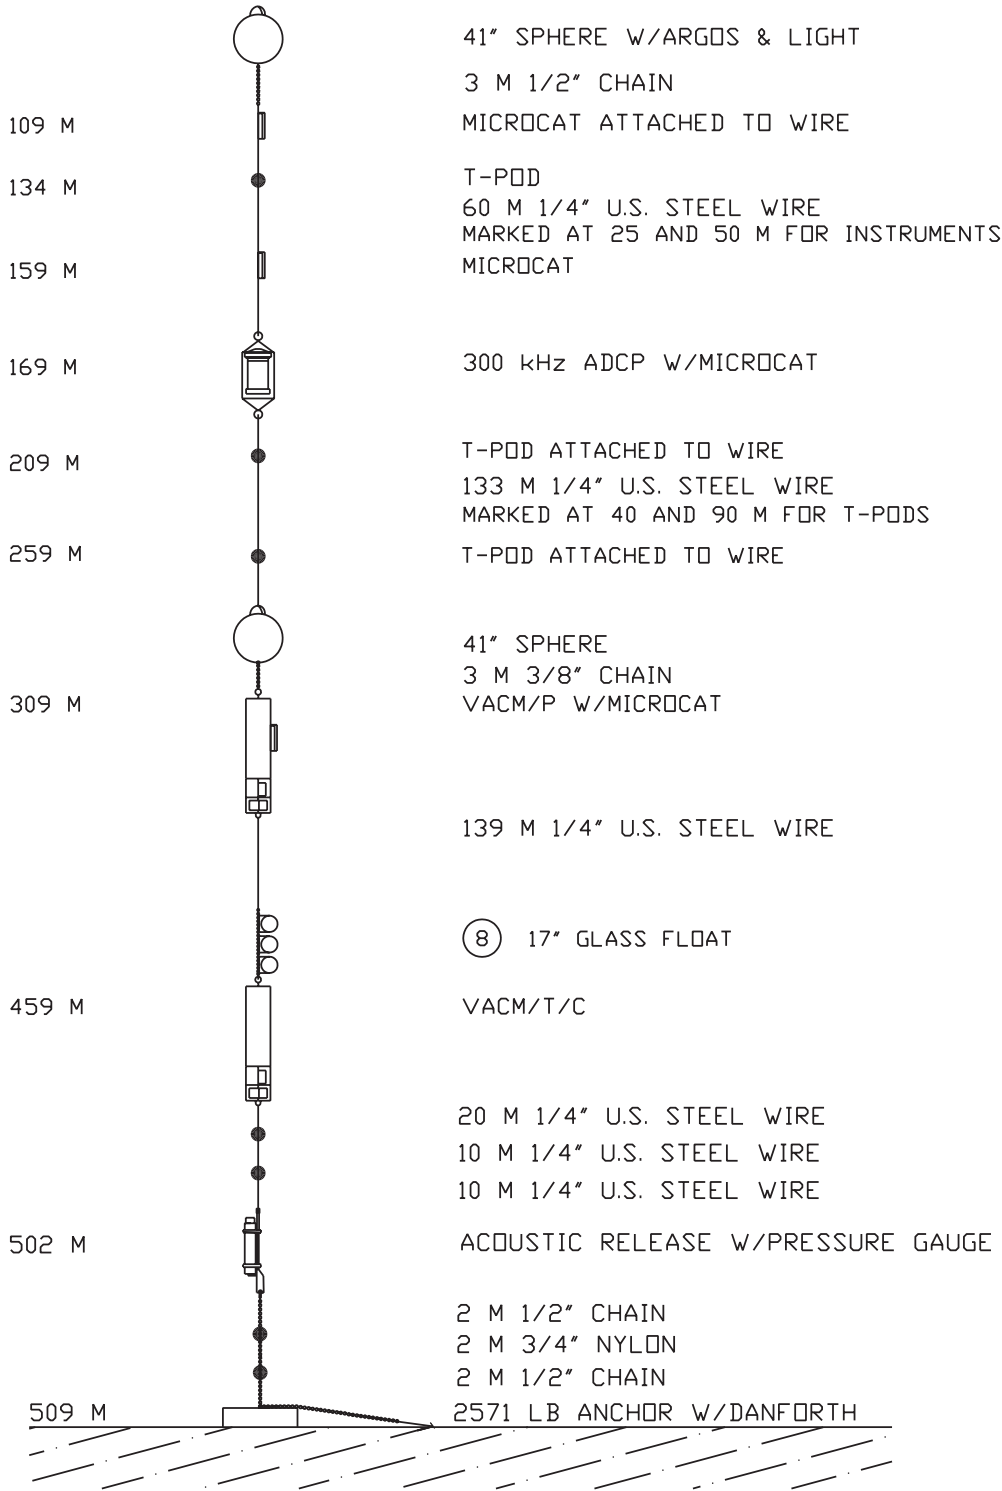 41" SPHERE W/ARGOS & LIGHT
3 M 1/2" CHAIN
109 M MICROCAT ATTACHED TO WIRE
134 M T-POD
60 M 1/4" U.S. STEEL WIRE
MARKED AT 25 AND 50 M FOR INSTRUMENTS
159 M MICROCAT
169 M 300 kHz ADCP W/MICROCAT
209 M T-POD ATTACHED TO WIRE
133 M 1/4" U.S. STEEL WIRE
MARKED AT 40 AND 90 M FOR T-PODS
259 M T-POD ATTACHED TO WIRE
41" SPHERE
3 M 3/8" CHAIN
309 M VACM/P W/MICROCAT
139 M 1/4" U.S. STEEL WIRE
8 17" GLASS FLOAT
459 M VACM/T/C
20 M 1/4" U.S. STEEL WIRE
10 M 1/4" U.S. STEEL WIRE
10 M 1/4" U.S. STEEL WIRE
502 M ACOUSTIC RELEASE W/PRESSURE GAUGE
2 M 1/2" CHAIN
2 M 3/4" NYLON
2 M 1/2" CHAIN
509 M 2571 LB ANCHOR W/DANFORTH